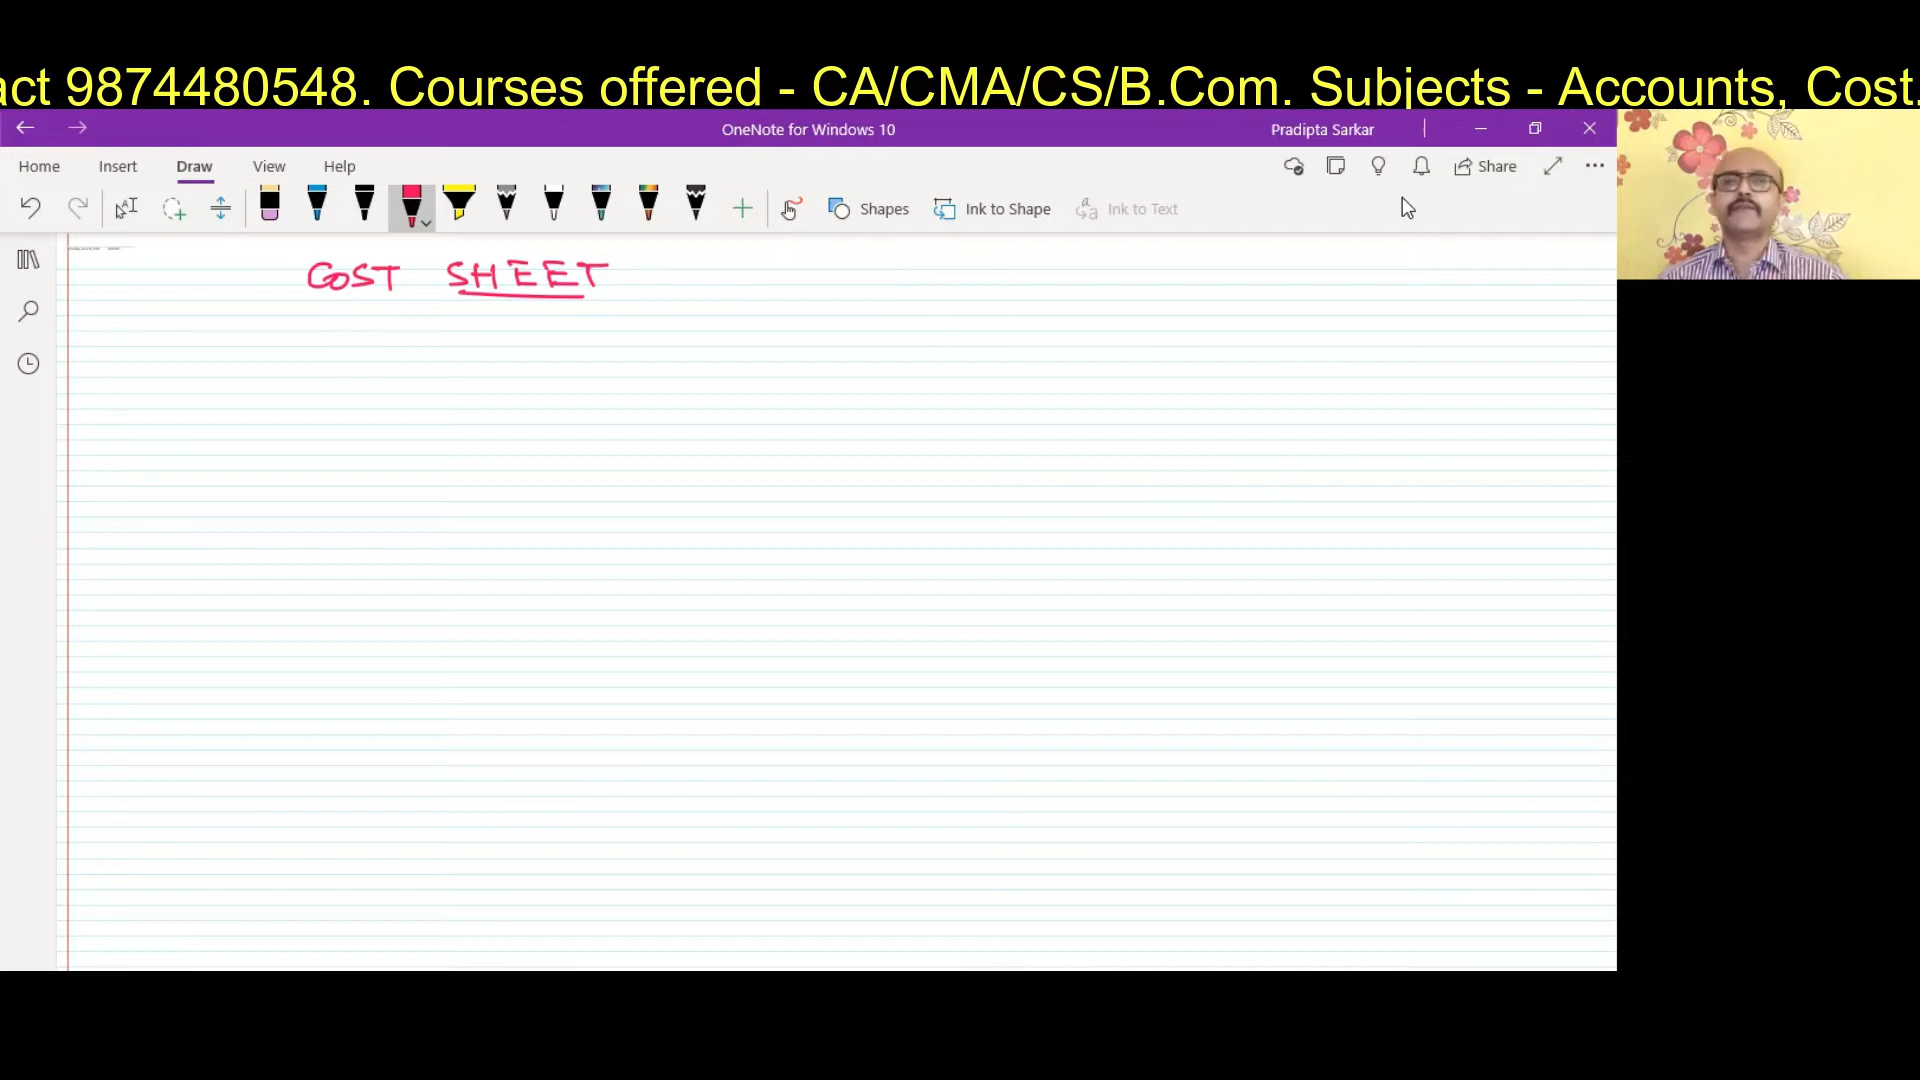 act 9874480548. Courses offered - CA/CMA/CS/B.Com. Subjects - Accounts, Cost.
OneNote for Windows 10
Pradipta Sarkar
Home Insert Draw View Help
Share
Shapes Ink to Shape Ink to Text
COST SHEET